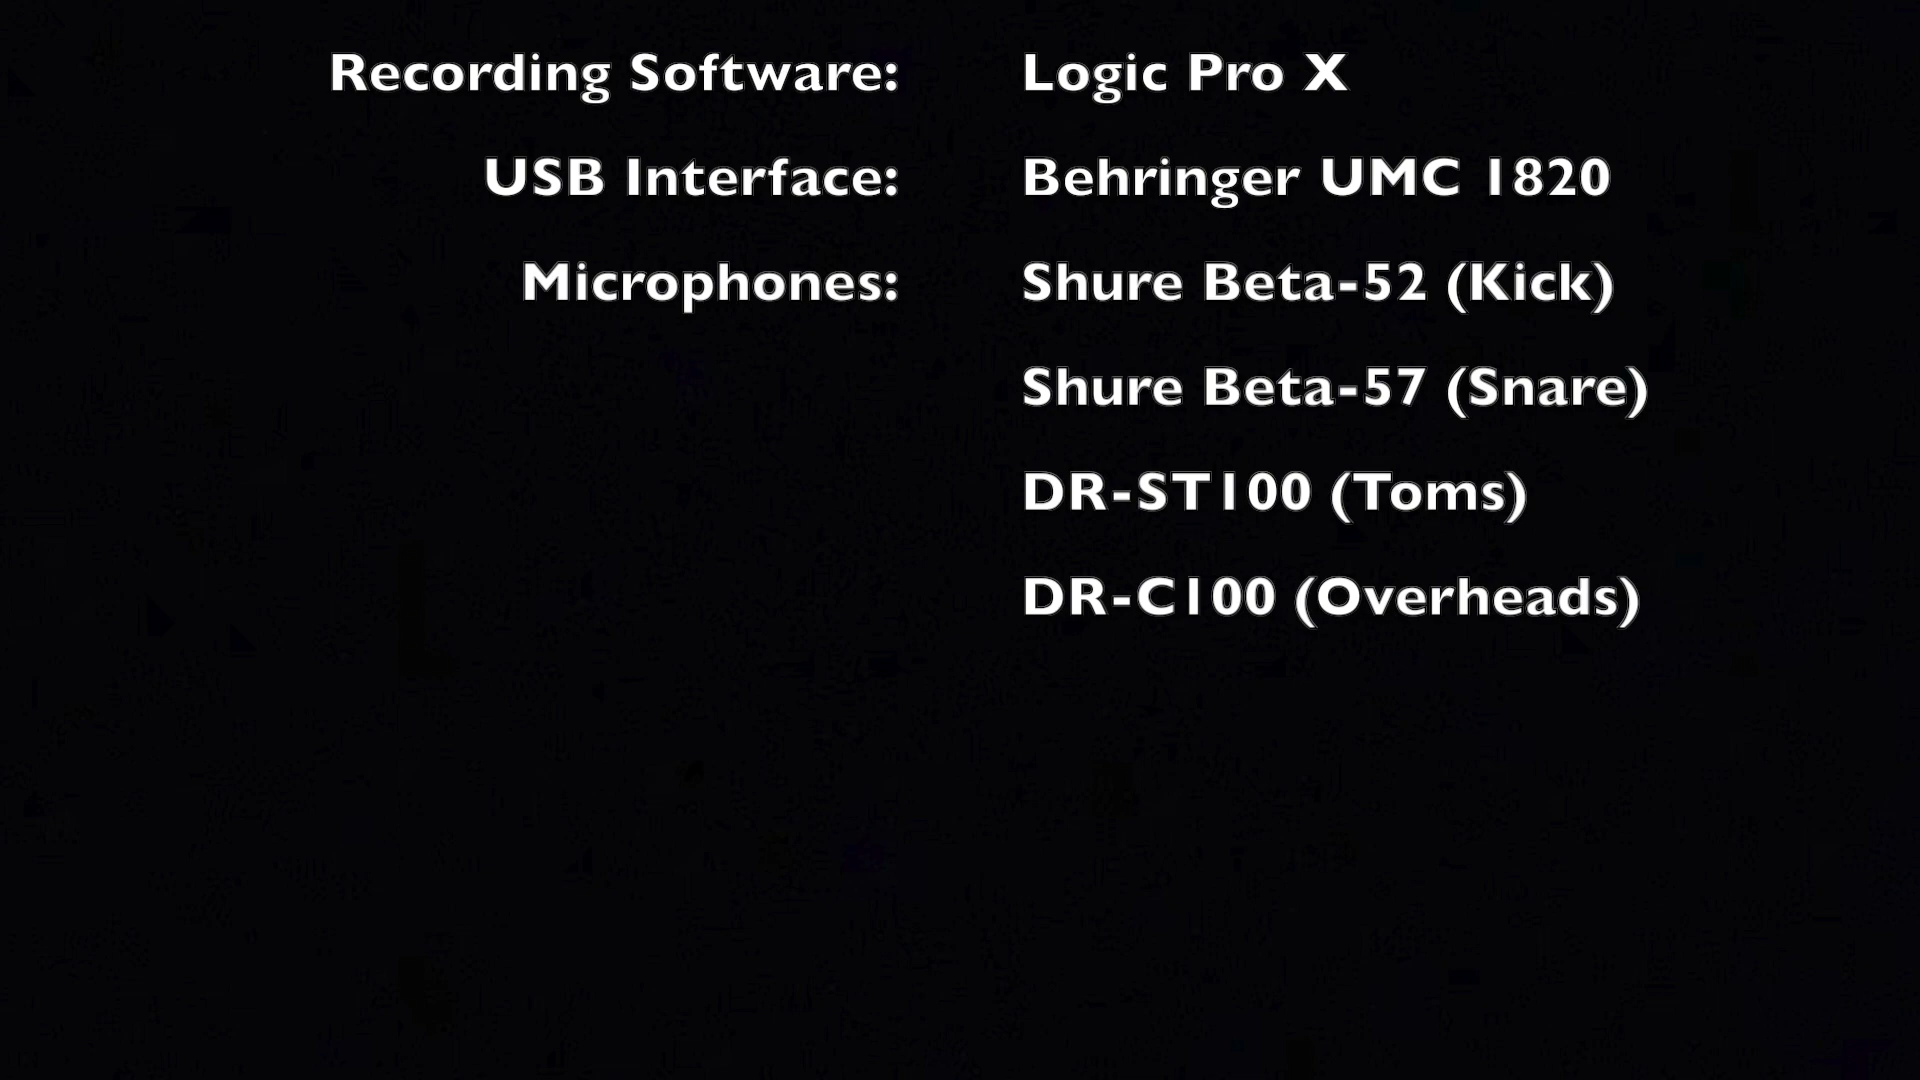 Recording Software: Logic Pro X
USB Interface: Behringer UMC 1820
Microphones: Shure Beta-52 (Kick)
Shure Beta-57 (Snare)
DR-ST100 (Toms)
DR-C100 (Overheads)